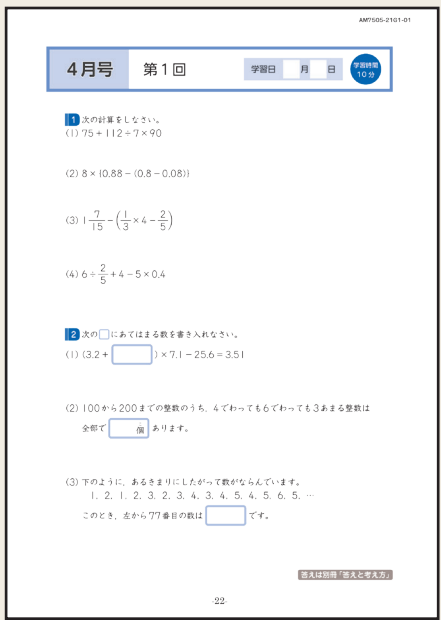 AM7505-21G1-01
4月号 第1回 学習日 月 日 学習時間
10分
1 次の計算をしなさい。
(1) 75+112÷7×90
(2) 8×{0.88-(0.8-0.08)}
(3) 1 7/15-(1/3×4-2/5)
(4) 6÷2/5+4-5×0.4
2 次の□にあてはまる数を書き入れなさい。
(1) (3.2+□)×7.1-25.6=3.51
(2) 100から200までの整数のうち、4でわっても6でわっても3あまる整数は
全部で□個あります。
(3) 下のように、あるきまりにしたがって数がならんでいます。
1, 2, 1, 2, 3, 2, 3, 4, 3, 4, 5, 4, 5, 6, 5, …
このとき、左から77番目の数は□です。
答えは別冊「答えと考え方」
-22-